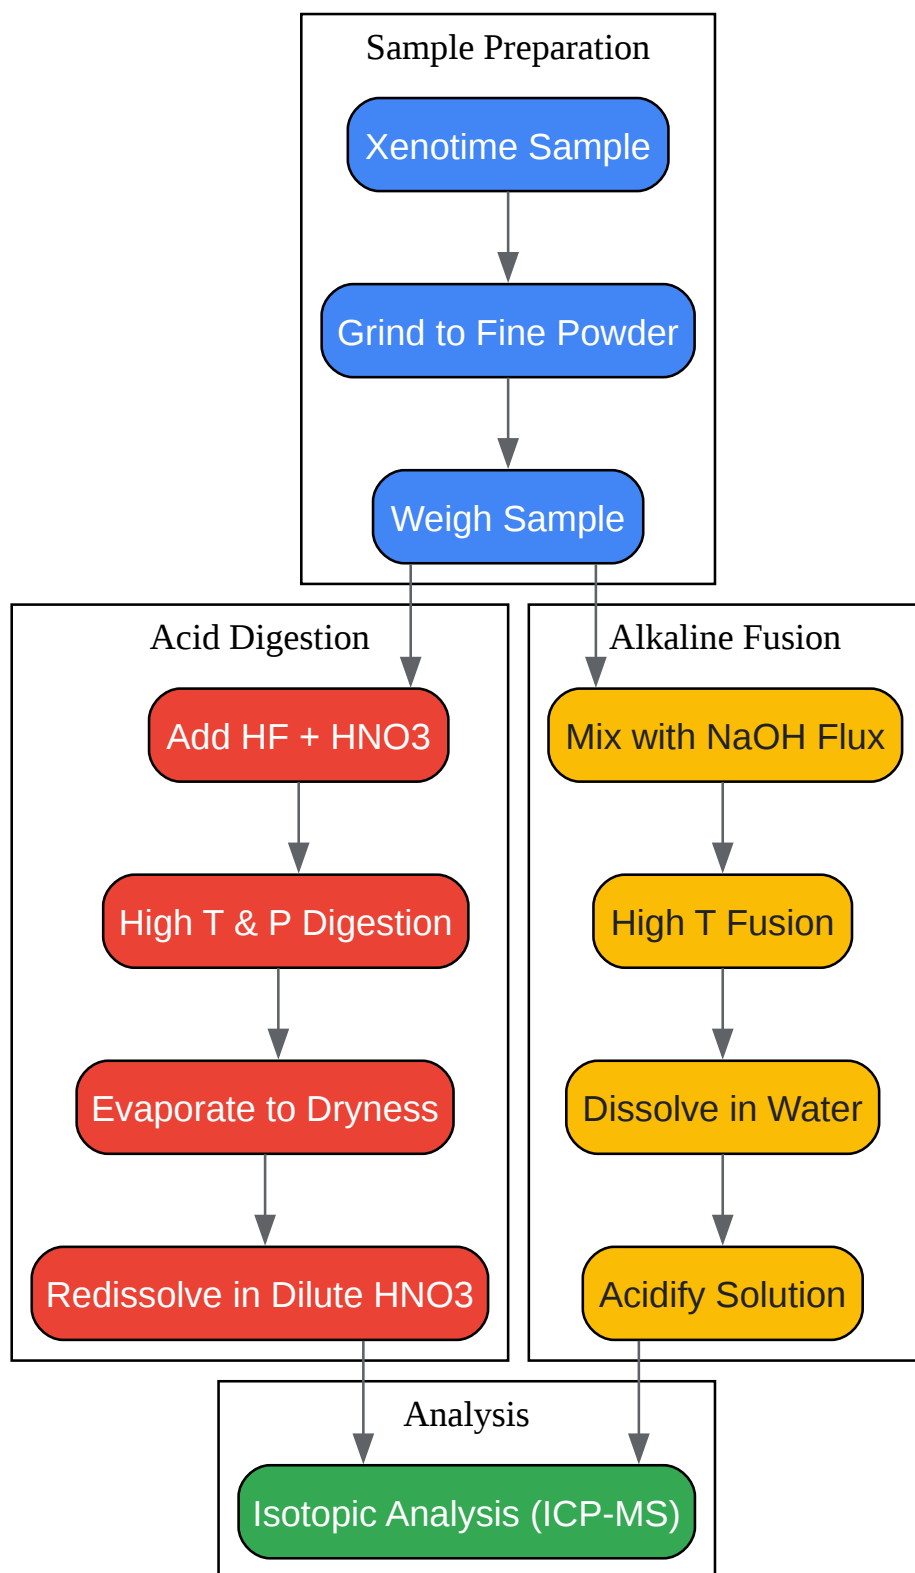 Sample Preparation
Xenotime Sample
Grind to Fine Powder
Weigh Sample
Acid Digestion
Add HF + HNO3
High T & P Digestion
Evaporate to Dryness
Redissolve in Dilute HNO3
Alkaline Fusion
Mix with NaOH Flux
High T Fusion
Dissolve in Water
Acidify Solution
Analysis
Isotopic Analysis (ICP-MS)